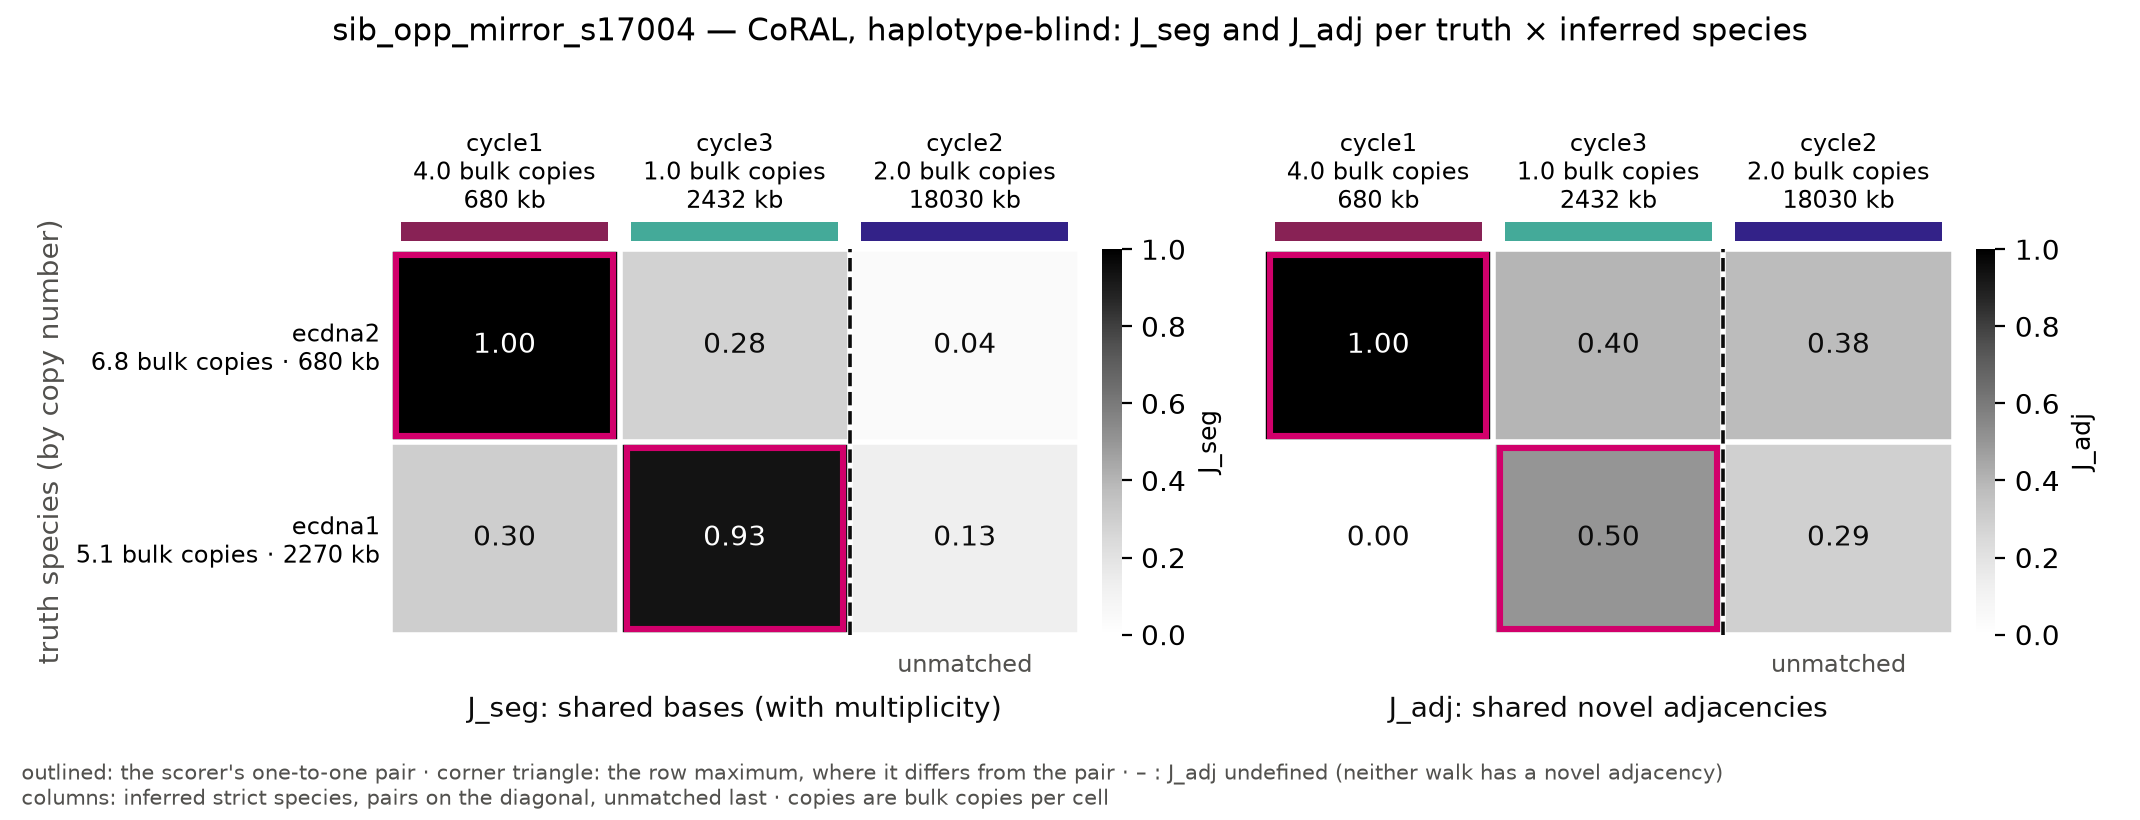 sib_opp_mirror_s17004 — CoRAL, haplotype-blind: J_seg and J_adj per truth × inferred species
cycle1
4.0 bulk copies
680 kb
cycle3
1.0 bulk copies
2432 kb
cycle2
2.0 bulk copies
18030 kb
truth species (by copy number)
ecdna2
6.8 bulk copies · 680 kb
ecdna1
5.1 bulk copies · 2270 kb
1.00
0.28
0.04
0.30
0.93
0.13
unmatched
1.0
0.8
0.6
0.4
0.2
0.0
J_seg
J_seg: shared bases (with multiplicity)
cycle1
4.0 bulk copies
680 kb
cycle3
1.0 bulk copies
2432 kb
cycle2
2.0 bulk copies
18030 kb
1.00
0.40
0.38
0.00
0.50
0.29
unmatched
1.0
0.8
0.6
0.4
0.2
0.0
J_adj
J_adj: shared novel adjacencies
outlined: the scorer's one-to-one pair · corner triangle: the row maximum, where it differs from the pair · – : J_adj undefined (neither walk has a novel adjacency)
columns: inferred strict species, pairs on the diagonal, unmatched last · copies are bulk copies per cell